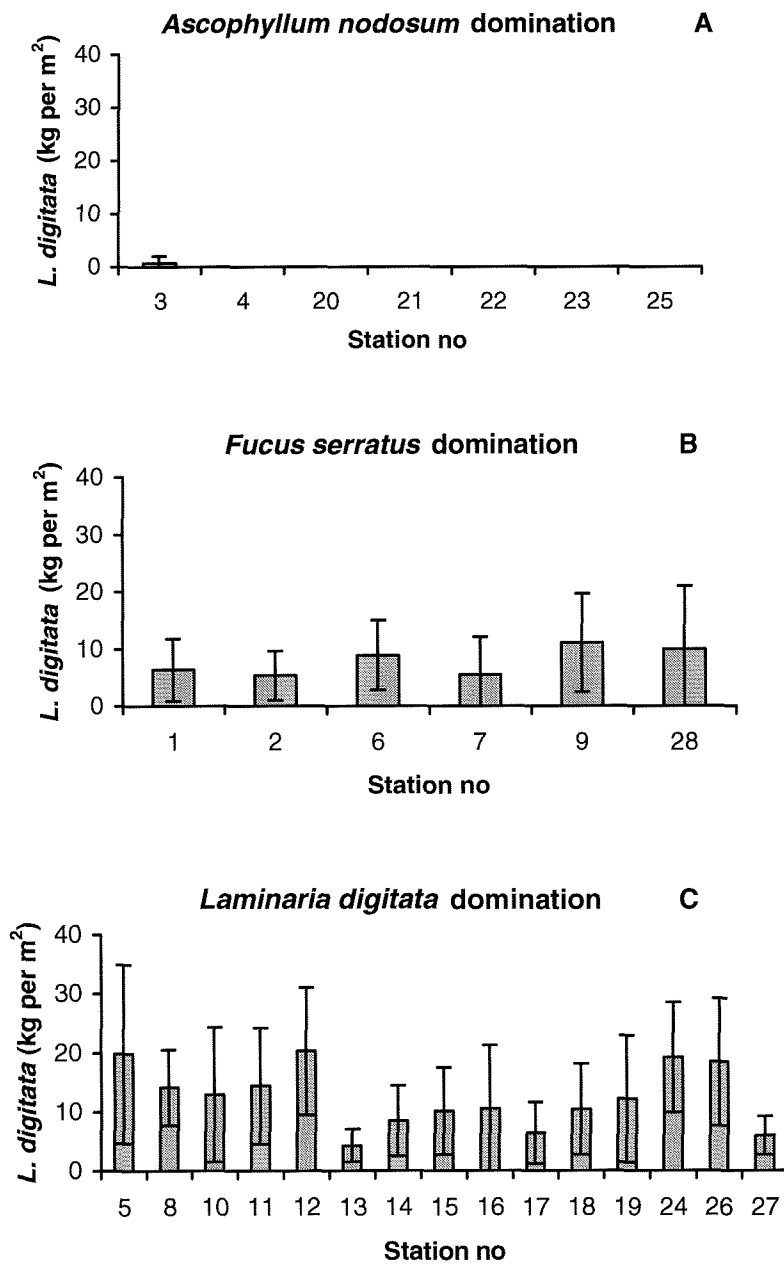 Ascophyllum nodosum domination A
L. digitata (kg per m²)
40
30
20
10
0
3 4 20 21 22 23 25
Station no
Fucus serratus domination B
L. digitata (kg per m²)
40
30
20
10
0
1 2 6 7 9 28
Station no
Laminaria digitata domination C
L. digitata (kg per m²)
40
30
20
10
0
5 8 10 11 12 13 14 15 16 17 18 19 24 26 27
Station no